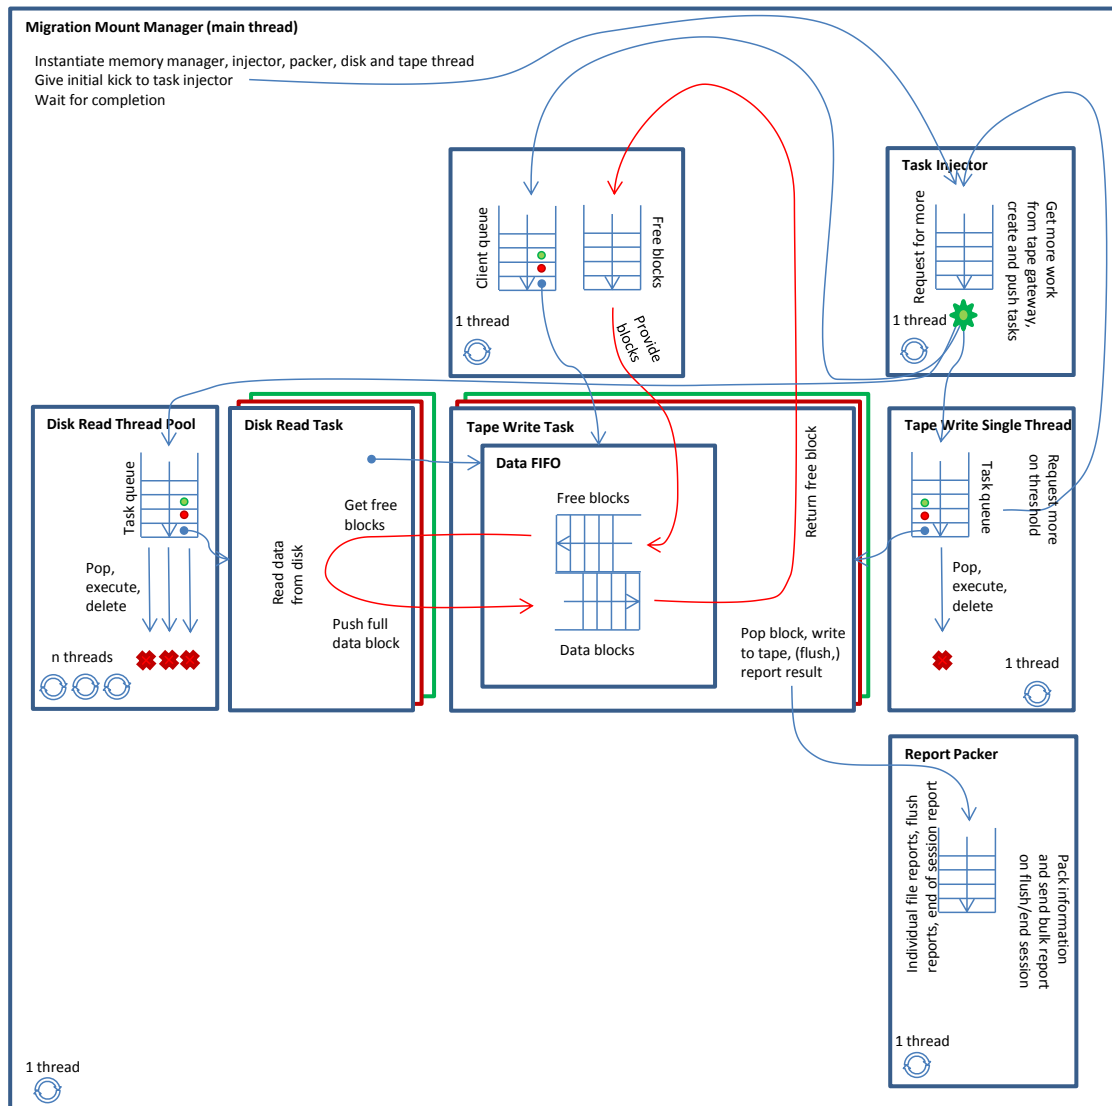 Migration Mount Manager (main thread)
Instantiate memory manager, injector, packer, disk and tape thread
Give initial kick to task injector
Wait for completion
Client queue
Free blocks
1 thread
Provide
blocks
Task Injector
Request for more
Get more work
from tape gateway,
create and push tasks
1 thread
Disk Read Thread Pool
Task queue
Pop,
execute,
delete
n threads
Disk Read Task
Get free
blocks
Read data
from disk
Push full
data block
Tape Write Task
Data FIFO
Free blocks
Data blocks
Return free block
Pop block, write
to tape, (flush,)
report result
Tape Write Single Thread
Task queue
Request more
on threshold
Pop,
execute,
delete
1 thread
Report Packer
Individual file reports, flush
reports, end of session report
Pack information
and send bulk report
on flush/end session
1 thread
1 thread